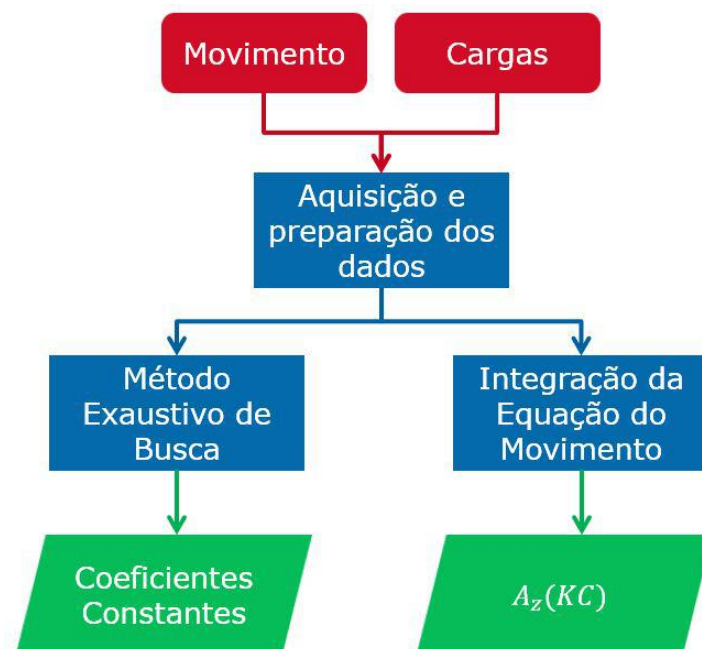 Movimento
Cargas
Aquisição e
preparação dos
dados
Método
Exaustivo de
Busca
Integração da
Equação do
Movimento
Coeficientes
Constantes
A_z(KC)